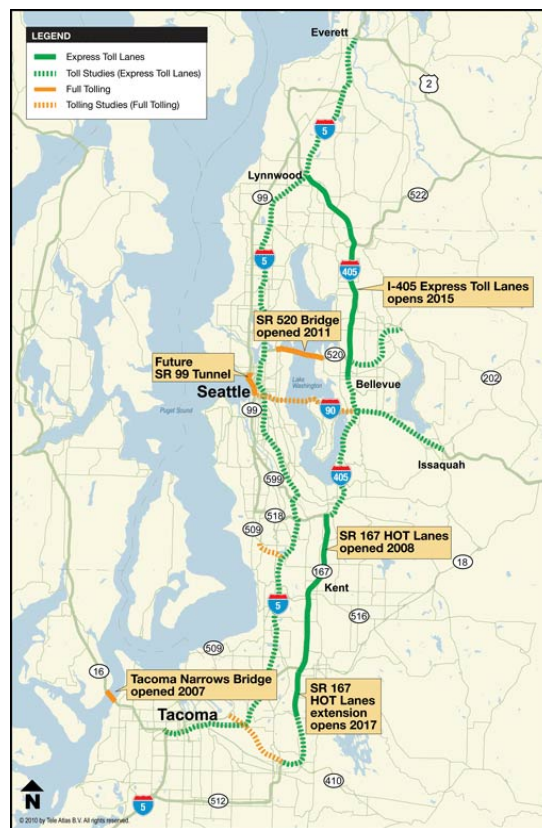 LEGEND
Express Toll Lanes
Toll Studies (Express Toll Lanes)
Full Tolling
Tolling Studies (Full Tolling)
Everett
2
5
Lynnwood
99
522
5
405
I-405 Express Toll Lanes
opens 2015
SR 520 Bridge
opened 2011
520
Future
SR 99 Tunnel
Seattle
Lake
Washington
Bellevue
202
99
90
Puget Sound
Issaquah
405
599
518
509
SR 167 HOT Lanes
opened 2008
18
167
Kent
5
516
509
16
Tacoma Narrows Bridge
opened 2007
SR 167
HOT Lanes
extension
opens 2017
Tacoma
410
N
5
512
© 2010 by Tele Atlas B.V. All rights reserved.